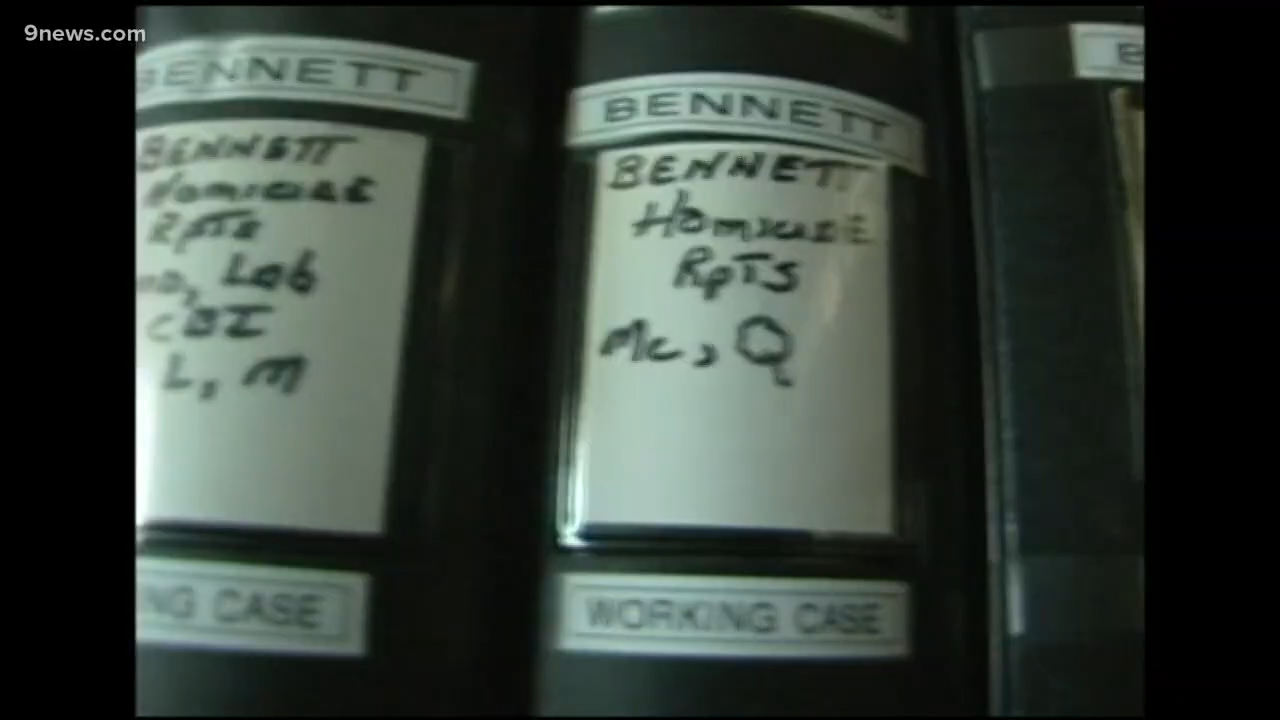 9news.com
BENNETT
BENNETT
Homicide
Rpts
Lab
CBI
L, M
NG CASE
BENNETT
BENNETT
Homicide
RPTS
Mc, Q
WORKING CASE
B